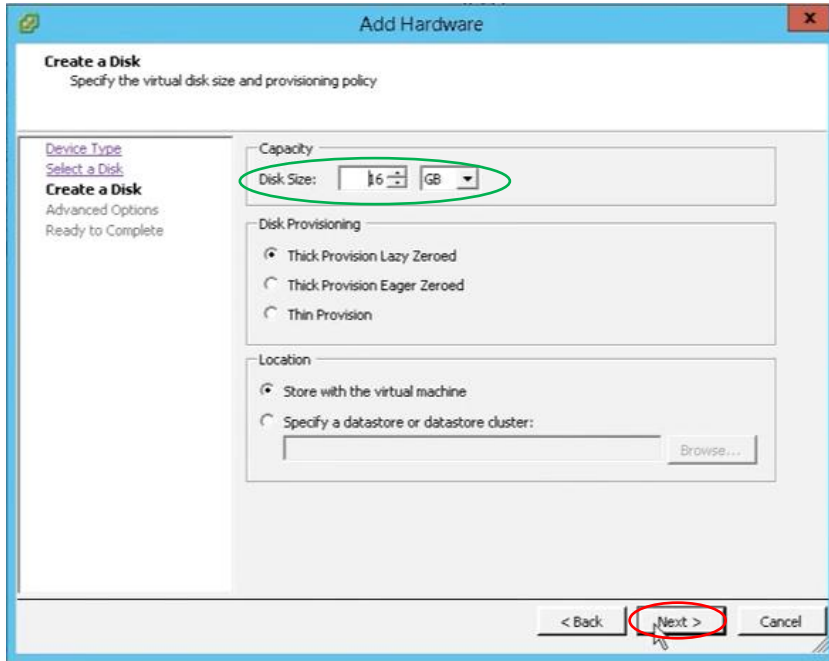 Add Hardware
x
Create a Disk
Specify the virtual disk size and provisioning policy
Device Type
Select a Disk
Create a Disk
Advanced Options
Ready to Complete
Capacity
Disk Size: 16 GB
Disk Provisioning
Thick Provision Lazy Zeroed
Thick Provision Eager Zeroed
Thin Provision
Location
Store with the virtual machine
Specify a datastore or datastore cluster:
Browse...
< Back Next > Cancel